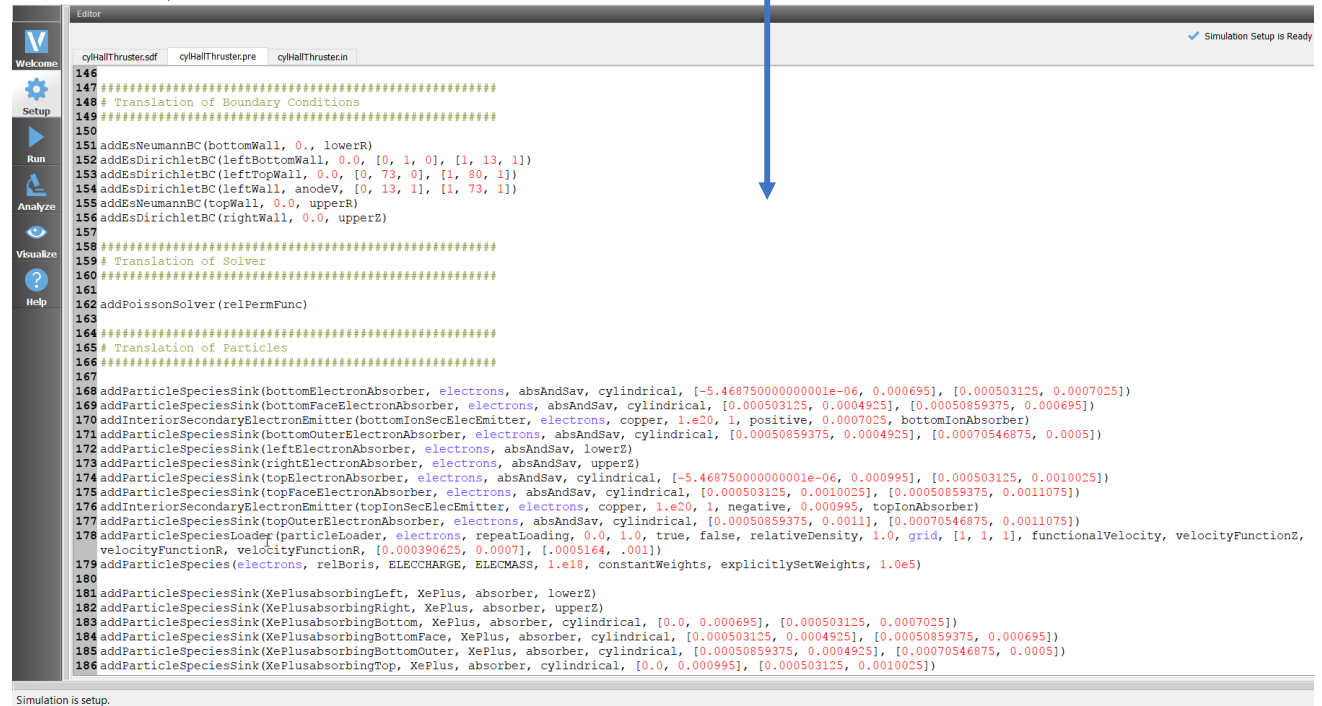 Editor
Simulation Setup is Ready
Welcome
Setup
Run
Analyze
Visualize
Help
cylHallThruster.sdf cylHallThruster.pre cylHallThruster.in
146
147 #######################################################
148 # Translation of Boundary Conditions
149 #######################################################
150
151 addEsNeumannBC(bottomWall, 0., lowerR)
152 addEsDirichletBC(leftBottomWall, 0.0, [0, 1, 0], [1, 13, 1])
153 addEsDirichletBC(leftTopWall, 0.0, [0, 73, 0], [1, 80, 1])
154 addEsDirichletBC(leftWall, anodeV, [0, 13, 1], [1, 73, 1])
155 addEsNeumannBC(topWall, 0.0, upperR)
156 addEsDirichletBC(rightWall, 0.0, upperZ)
157
158 #######################################################
159 # Translation of Solver
160 #######################################################
161
162 addPoissonSolver(relPermFunc)
163
164 #######################################################
165 # Translation of Particles
166 #######################################################
167
168 addParticleSpeciesSink(bottomElectronAbsorber, electrons, absAndSav, cylindrical, [-5.468750000000001e-06, 0.000695], [0.000503125, 0.0007025])
169 addParticleSpeciesSink(bottomFaceElectronAbsorber, electrons, absAndSav, cylindrical, [0.000503125, 0.0004925], [0.00050859375, 0.000695])
170 addInteriorSecondaryElectronEmitter(bottomIonSecElecEmitter, electrons, copper, 1.e20, 1, positive, 0.0007025, bottomIonAbsorber)
171 addParticleSpeciesSink(bottomOuterElectronAbsorber, electrons, absAndSav, cylindrical, [0.00050859375, 0.0004925], [0.00070546875, 0.0005])
172 addParticleSpeciesSink(leftElectronAbsorber, electrons, absAndSav, lowerZ)
173 addParticleSpeciesSink(rightElectronAbsorber, electrons, absAndSav, upperZ)
174 addParticleSpeciesSink(topElectronAbsorber, electrons, absAndSav, cylindrical, [-5.468750000000001e-06, 0.000995], [0.000503125, 0.0010025])
175 addParticleSpeciesSink(topFaceElectronAbsorber, electrons, absAndSav, cylindrical, [0.000503125, 0.0010025], [0.00050859375, 0.0011075])
176 addInteriorSecondaryElectronEmitter(topIonSecElecEmitter, electrons, copper, 1.e20, 1, negative, 0.000995, topIonAbsorber)
177 addParticleSpeciesSink(topOuterElectronAbsorber, electrons, absAndSav, cylindrical, [0.00050859375, 0.0011], [0.00070546875, 0.0011075])
178 addParticleSpeciesLoader(particleLoader, electrons, repeatLoading, 0.0, 1.0, true, false, relativeDensity, 1.0, grid, [1, 1, 1], functionalVelocity, velocityFunctionZ,
velocityFunctionR, velocityFunctionR, [0.000390625, 0.0007], [.0005164, .001])
179 addParticleSpecies(electrons, relBoris, ELECCHARGE, ELECMASS, 1.e18, constantWeights, explicitlySetWeights, 1.0e5)
180
181 addParticleSpeciesSink(XePlusabsorbingLeft, XePlus, absorber, lowerZ)
182 addParticleSpeciesSink(XePlusabsorbingRight, XePlus, absorber, upperZ)
183 addParticleSpeciesSink(XePlusabsorbingBottom, XePlus, absorber, cylindrical, [0.0, 0.000695], [0.000503125, 0.0007025])
184 addParticleSpeciesSink(XePlusabsorbingBottomFace, XePlus, absorber, cylindrical, [0.000503125, 0.0004925], [0.00050859375, 0.000695])
185 addParticleSpeciesSink(XePlusabsorbingBottomOuter, XePlus, absorber, cylindrical, [0.00050859375, 0.0004925], [0.00070546875, 0.0005])
186 addParticleSpeciesSink(XePlusabsorbingTop, XePlus, absorber, cylindrical, [0.0, 0.000995], [0.000503125, 0.0010025])
Simulation is setup.